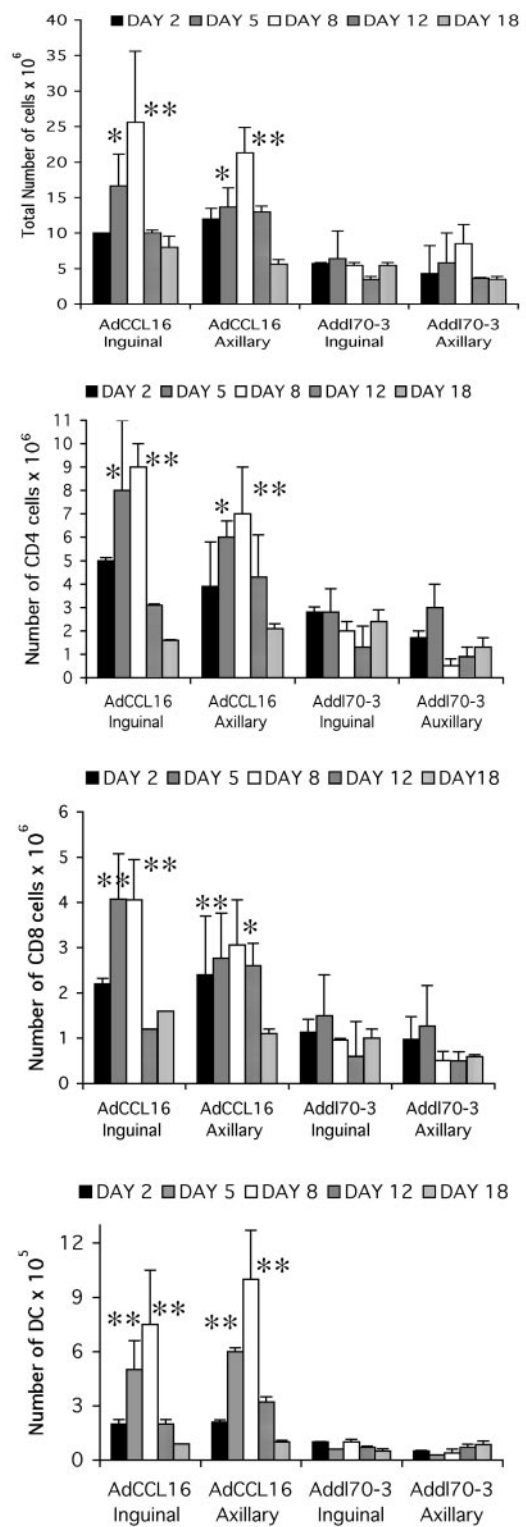 DAY 2 DAY 5 DAY 8 DAY 12 DAY 18
Total Number of cells x 10^6
40
35
30
25
20
15
10
5
0
* ** * **
AdCCL16 AdCCL16 Addl70-3 Addl70-3
Inguinal Axillary Inguinal Axillary
DAY 2 DAY 5 DAY 8 DAY 12 DAY 18
Number of CD4 cells x 10^6
11
10
9
8
7
6
5
4
3
2
1
0
* ** * **
AdCCL16 AdCCL16 Addl70-3 Addl70-3
Inguinal Axillary Inguinal Auxillary
DAY 2 DAY 5 DAY 8 DAY 12 DAY18
Number of CD8 cells x 10^6
6
5
4
3
2
1
0
** ** ** *
AdCCL16 AdCCL16 Addl70-3 Addl70-3
Inguinal Axillary Inguinal Axillary
DAY 2 DAY 5 DAY 8 DAY 12 DAY 18
Number of DC x 10^5
12
9
6
3
0
** ** ** **
AdCCL16 AdCCL16 Addl70-3 Addl70-3
Inguinal Axillary Inguinal Axillary